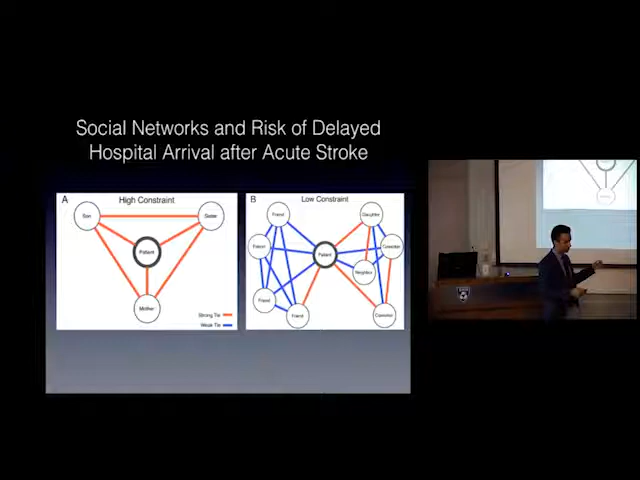 Social Networks and Risk of Delayed
Hospital Arrival after Acute Stroke
A
High Constraint
Son
Sister
Patient
Mother
Strong Tie
Weak Tie
B
Low Constraint
Friend
Daughter
Friend
Patient
Coworker
Neighbor
Friend
Friend
Coworker